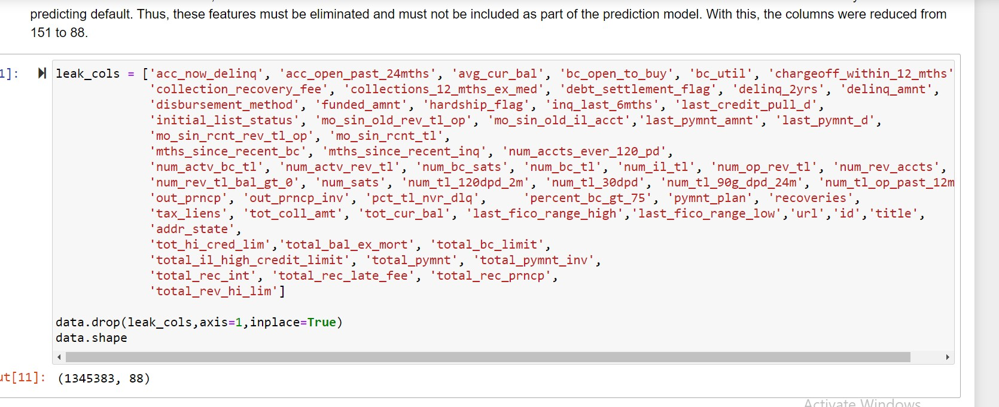 predicting default. Thus, these features must be eliminated and must not be included as part of the prediction model. With this, the columns were reduced from
151 to 88.
1]: leak_cols = ['acc_now_delinq', 'acc_open_past_24mths', 'avg_cur_bal', 'bc_open_to_buy', 'bc_util', 'chargeoff_within_12_mths'
'collection_recovery_fee', 'collections_12_mths_ex_med', 'debt_settlement_flag', 'delinq_2yrs', 'delinq_amnt',
'disbursement_method', 'funded_amnt', 'hardship_flag', 'inq_last_6mths', 'last_credit_pull_d',
'initial_list_status', 'mo_sin_old_rev_tl_op', 'mo_sin_old_il_acct','last_pymnt_amnt', 'last_pymnt_d',
'mo_sin_rcnt_rev_tl_op', 'mo_sin_rcnt_tl',
'mths_since_recent_bc', 'mths_since_recent_inq', 'num_accts_ever_120_pd',
'num_actv_bc_tl', 'num_actv_rev_tl', 'num_bc_sats', 'num_bc_tl', 'num_il_tl', 'num_op_rev_tl', 'num_rev_accts',
'num_rev_tl_bal_gt_0', 'num_sats', 'num_tl_120dpd_2m', 'num_tl_30dpd', 'num_tl_90g_dpd_24m', 'num_tl_op_past_12m
'out_prncp', 'out_prncp_inv', 'pct_tl_nvr_dlq', 'percent_bc_gt_75', 'pymnt_plan', 'recoveries',
'tax_liens', 'tot_coll_amt', 'tot_cur_bal', 'last_fico_range_high','last_fico_range_low','url','id','title',
'addr_state',
'tot_hi_cred_lim','total_bal_ex_mort', 'total_bc_limit',
'total_il_high_credit_limit', 'total_pymnt', 'total_pymnt_inv',
'total_rec_int', 'total_rec_late_fee', 'total_rec_prncp',
'total_rev_hi_lim']
data.drop(leak_cols,axis=1,inplace=True)
data.shape
ut[11]: (1345383, 88)
Activate Windows